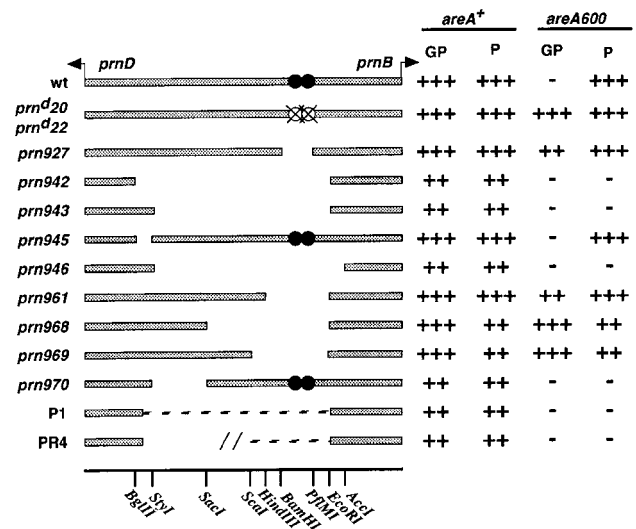 areA+ areA600
GP P GP P
prnD prnB
wt +++ +++ - +++
prnd20
prnd22 +++ +++ +++ +++
prn927 +++ +++ ++ +++
prn942 ++ ++ - -
prn943 ++ ++ - -
prn945 +++ +++ - +++
prn946 ++ ++ - -
prn961 +++ +++ ++ +++
prn968 +++ ++ +++ ++
prn969 +++ ++ +++ ++
prn970 ++ ++ - -
P1 ++ ++ - -
PR4 // ++ ++ - -
BglII StyI SacI ScaI HindIII BamHI PflMI EcoRI AccI